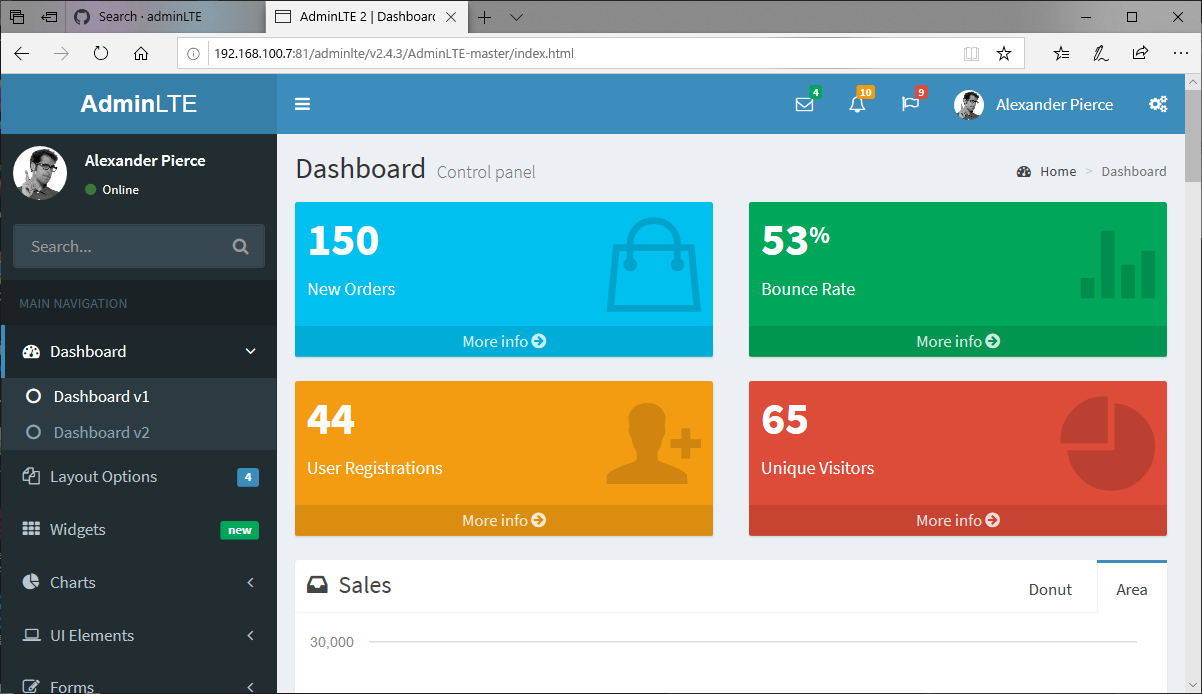 Search · adminLTE
AdminLTE 2 | Dashboar
192.168.100.7:81/adminlte/v2.4.3/AdminLTE-master/index.html
AdminLTE
4
10
9
Alexander Pierce
Alexander Pierce
Online
Search...
MAIN NAVIGATION
Dashboard
Dashboard v1
Dashboard v2
Layout Options
4
Widgets
new
Charts
UI Elements
Forms
Dashboard Control panel
Home > Dashboard
150
New Orders
More info
53%
Bounce Rate
More info
44
User Registrations
More info
65
Unique Visitors
More info
Sales
Donut
Area
30,000